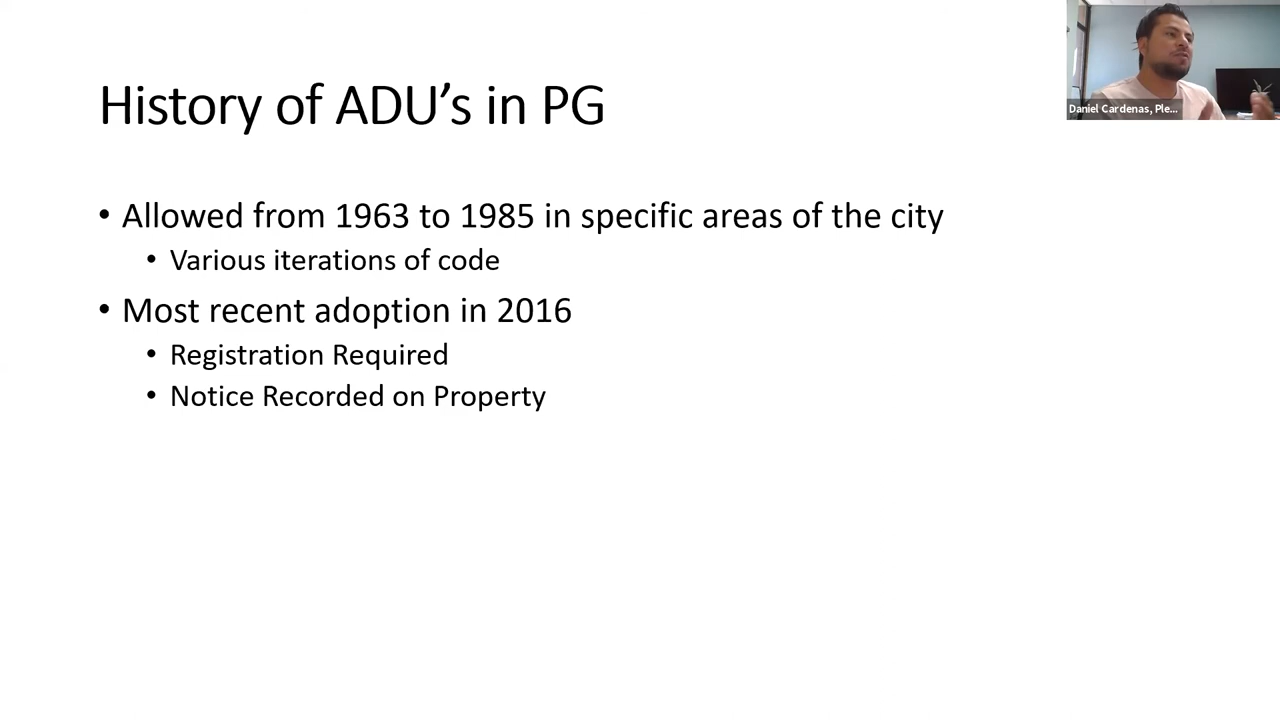 History of ADU's in PG
• Allowed from 1963 to 1985 in specific areas of the city
• Various iterations of code
• Most recent adoption in 2016
• Registration Required
• Notice Recorded on Property
Daniel Cardenas, Ple...